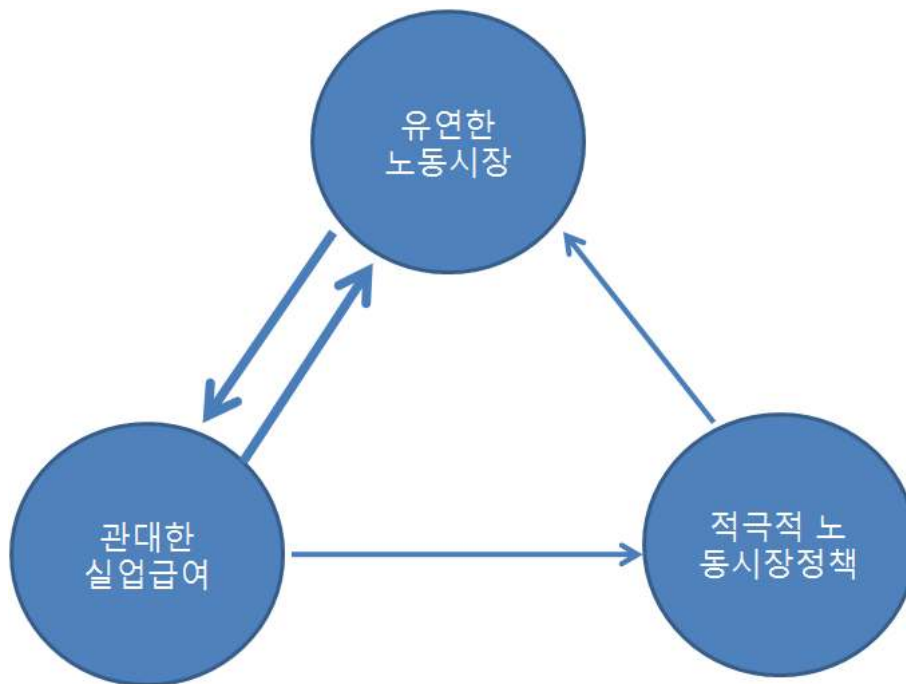 유연한
노동시장
관대한
실업급여
적극적 노
동시장정책